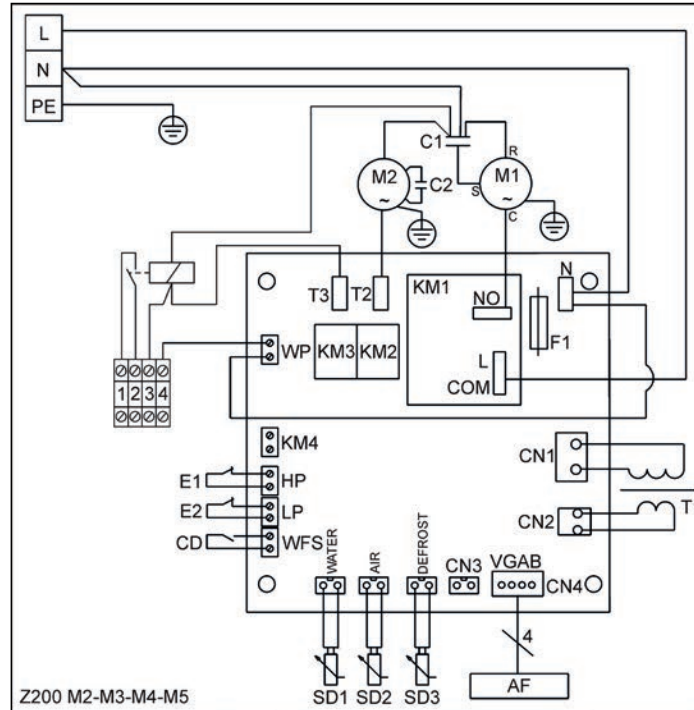 L
N
PE
C1
R
M2
C2
S
M1
~
~
C
T3
T2
KM1
NO
N
F1
WP
KM3
KM2
L
COM
1
2
3
4
KM4
E1
HP
E2
LP
CD
WFS
CN1
CN2
T
WATER
AIR
DEFROST
CN3
VGAB
CN4
4
SD1
SD2
SD3
AF
Z200 M2-M3-M4-M5